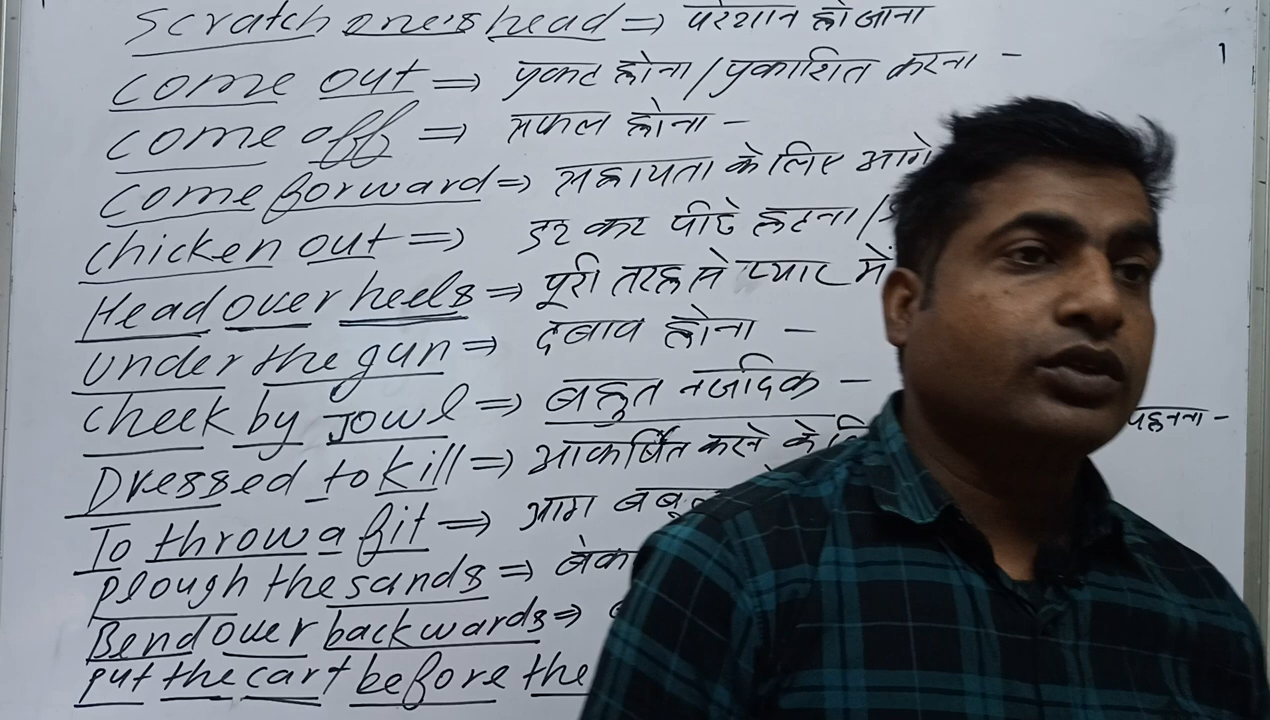 Scratch one's head => परेशान हो जाना
come out => प्रकट होना / प्रकाशित करना -
come off => सफल होना -
come forward => सहायता के लिए आगे
chicken out => डर कर पीछे हटना /
Head over heels => पूरी तरह से प्यार में
under the gun => दबाव होना -
cheek by jowl => बहुत नजदिक -
Dressed to kill => आकर्षित करने के पहनना -
To throw a fit => आग बबू
plough the sands => बेक
Bend over backwards =>
put the cart before the
1